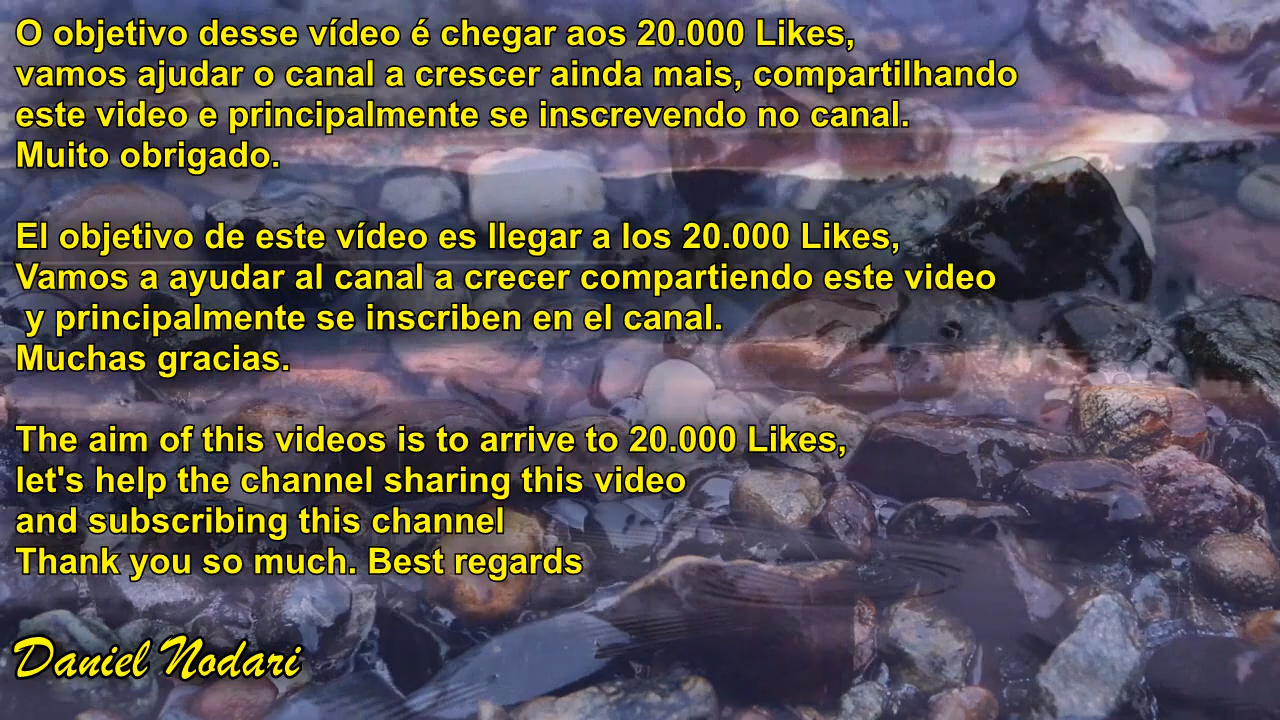 O objetivo desse vídeo é chegar aos 20.000 Likes,
vamos ajudar o canal a crescer ainda mais, compartilhando
este video e principalmente se inscrevendo no canal.
Muito obrigado.
El objetivo de este vídeo es llegar a los 20.000 Likes,
Vamos a ayudar al canal a crecer compartiendo este video
y principalmente se inscriben en el canal.
Muchas gracias.
The aim of this videos is to arrive to 20.000 Likes,
let's help the channel sharing this video
and subscribing this channel
Thank you so much. Best regards
Daniel Nodari